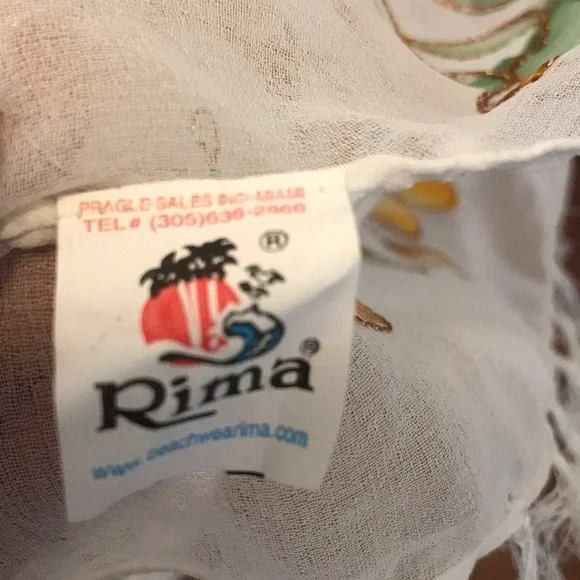 PRAGLE SALES INC. MIAMI
TEL# (305)636-2966
®
Rima®
www.beachwearima.com